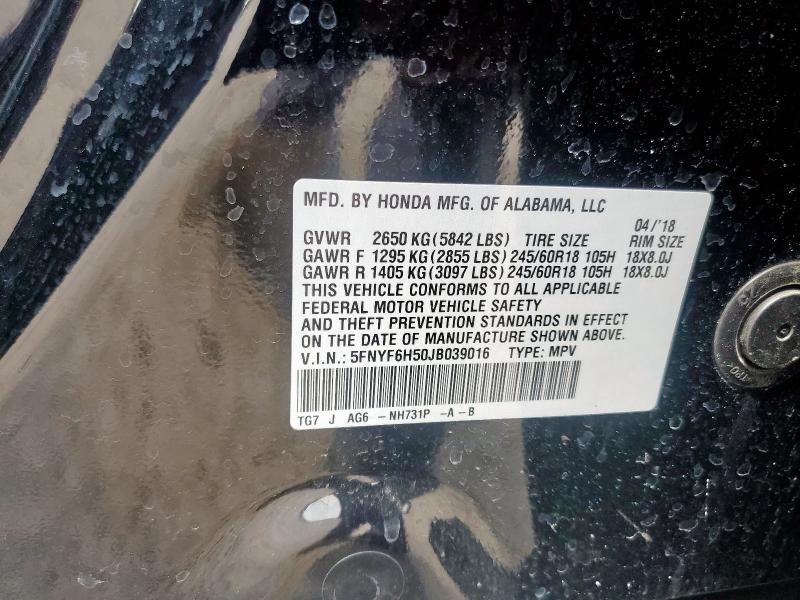 MFD. BY HONDA MFG. OF ALABAMA, LLC
04/'18
GVWR 2650 KG(5842 LBS) TIRE SIZE RIM SIZE
GAWR F 1295 KG(2855 LBS) 245/60R18 105H 18X8.0J
GAWR R 1405 KG(3097 LBS) 245/60R18 105H 18X8.0J
THIS VEHICLE CONFORMS TO ALL APPLICABLE
FEDERAL MOTOR VEHICLE SAFETY
AND THEFT PREVENTION STANDARDS IN EFFECT
ON THE DATE OF MANUFACTURE SHOWN ABOVE.
V.I.N.: 5FNYF6H50JB039016 TYPE: MPV
TG7 J AG6 -NH731P -A-B